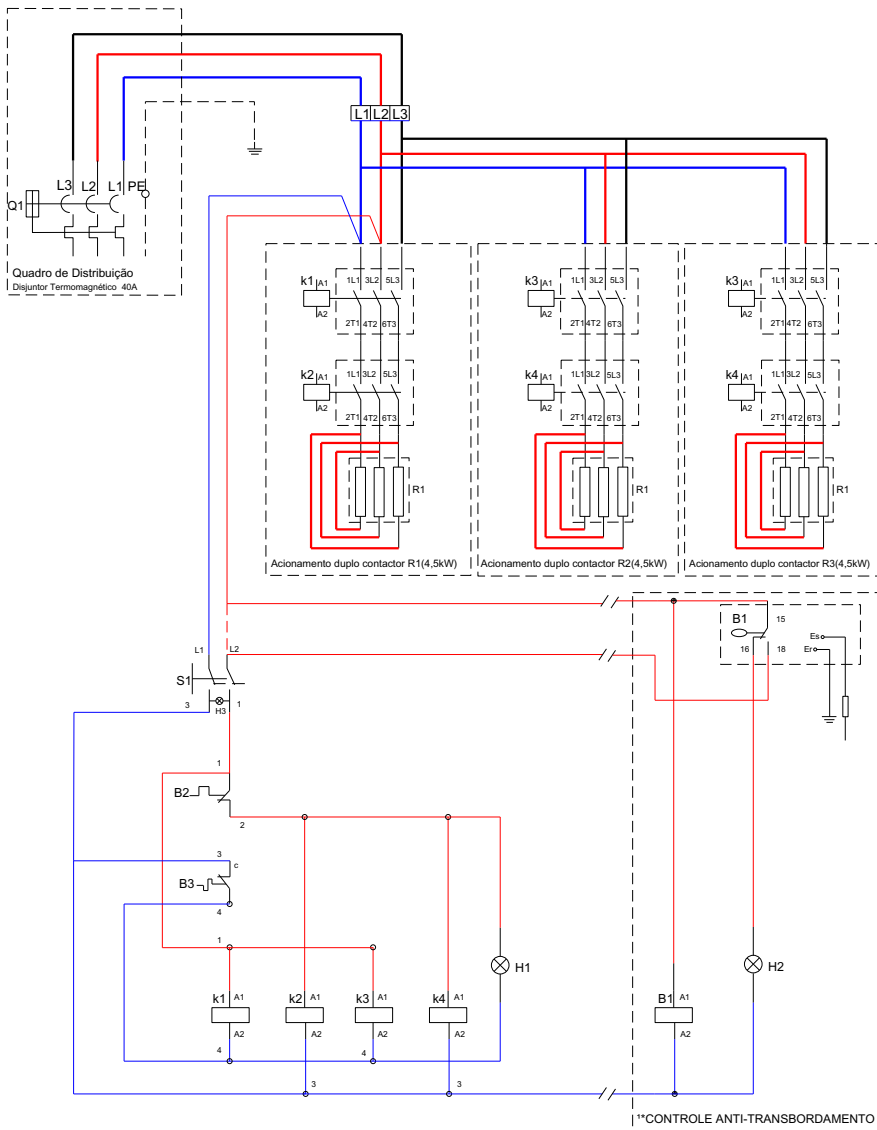 L1 L2 L3
L3 L2 L1 PE
Q1
Quadro de Distribuição
Disjuntor Termomagnético 40A
k1 A1 1L1 3L2 5L3
A2
2T1 4T2 6T3
k2 A1 1L1 3L2 5L3
A2
2T1 4T2 6T3
R1
Acionamento duplo contactor R1(4,5kW)
k3 A1 1L1 3L2 5L3
A2
2T1 4T2 6T3
k4 A1 1L1 3L2 5L3
A2
2T1 4T2 6T3
R1
Acionamento duplo contactor R2(4,5kW)
k3 A1 1L1 3L2 5L3
A2
2T1 4T2 6T3
k4 A1 1L1 3L2 5L3
A2
2T1 4T2 6T3
R1
Acionamento duplo contactor R3(4,5kW)
B1 15
16 18
Es
Er
L1 L2
S1
3 H3 1
1
B2
2
3
c
B3
4
1
H1
H2
k1 A1
A2
k2 A1
A2
k3 A1
A2
k4 A1
A2
B1 A1
A2
4 4
3 3
1*CONTROLE ANTI-TRANSBORDAMENTO